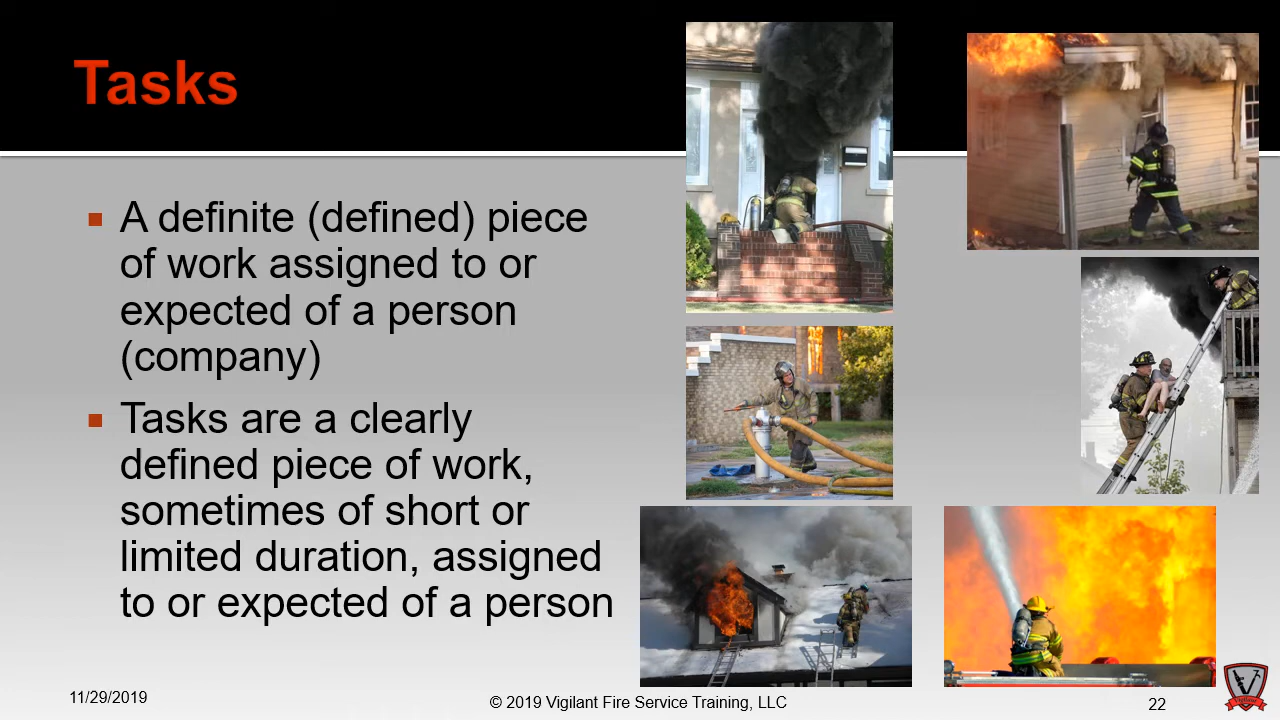 Tasks
A definite (defined) piece
of work assigned to or
expected of a person
(company)
Tasks are a clearly
defined piece of work,
sometimes of short or
limited duration, assigned
to or expected of a person
11/29/2019
© 2019 Vigilant Fire Service Training, LLC
22
Vigilant